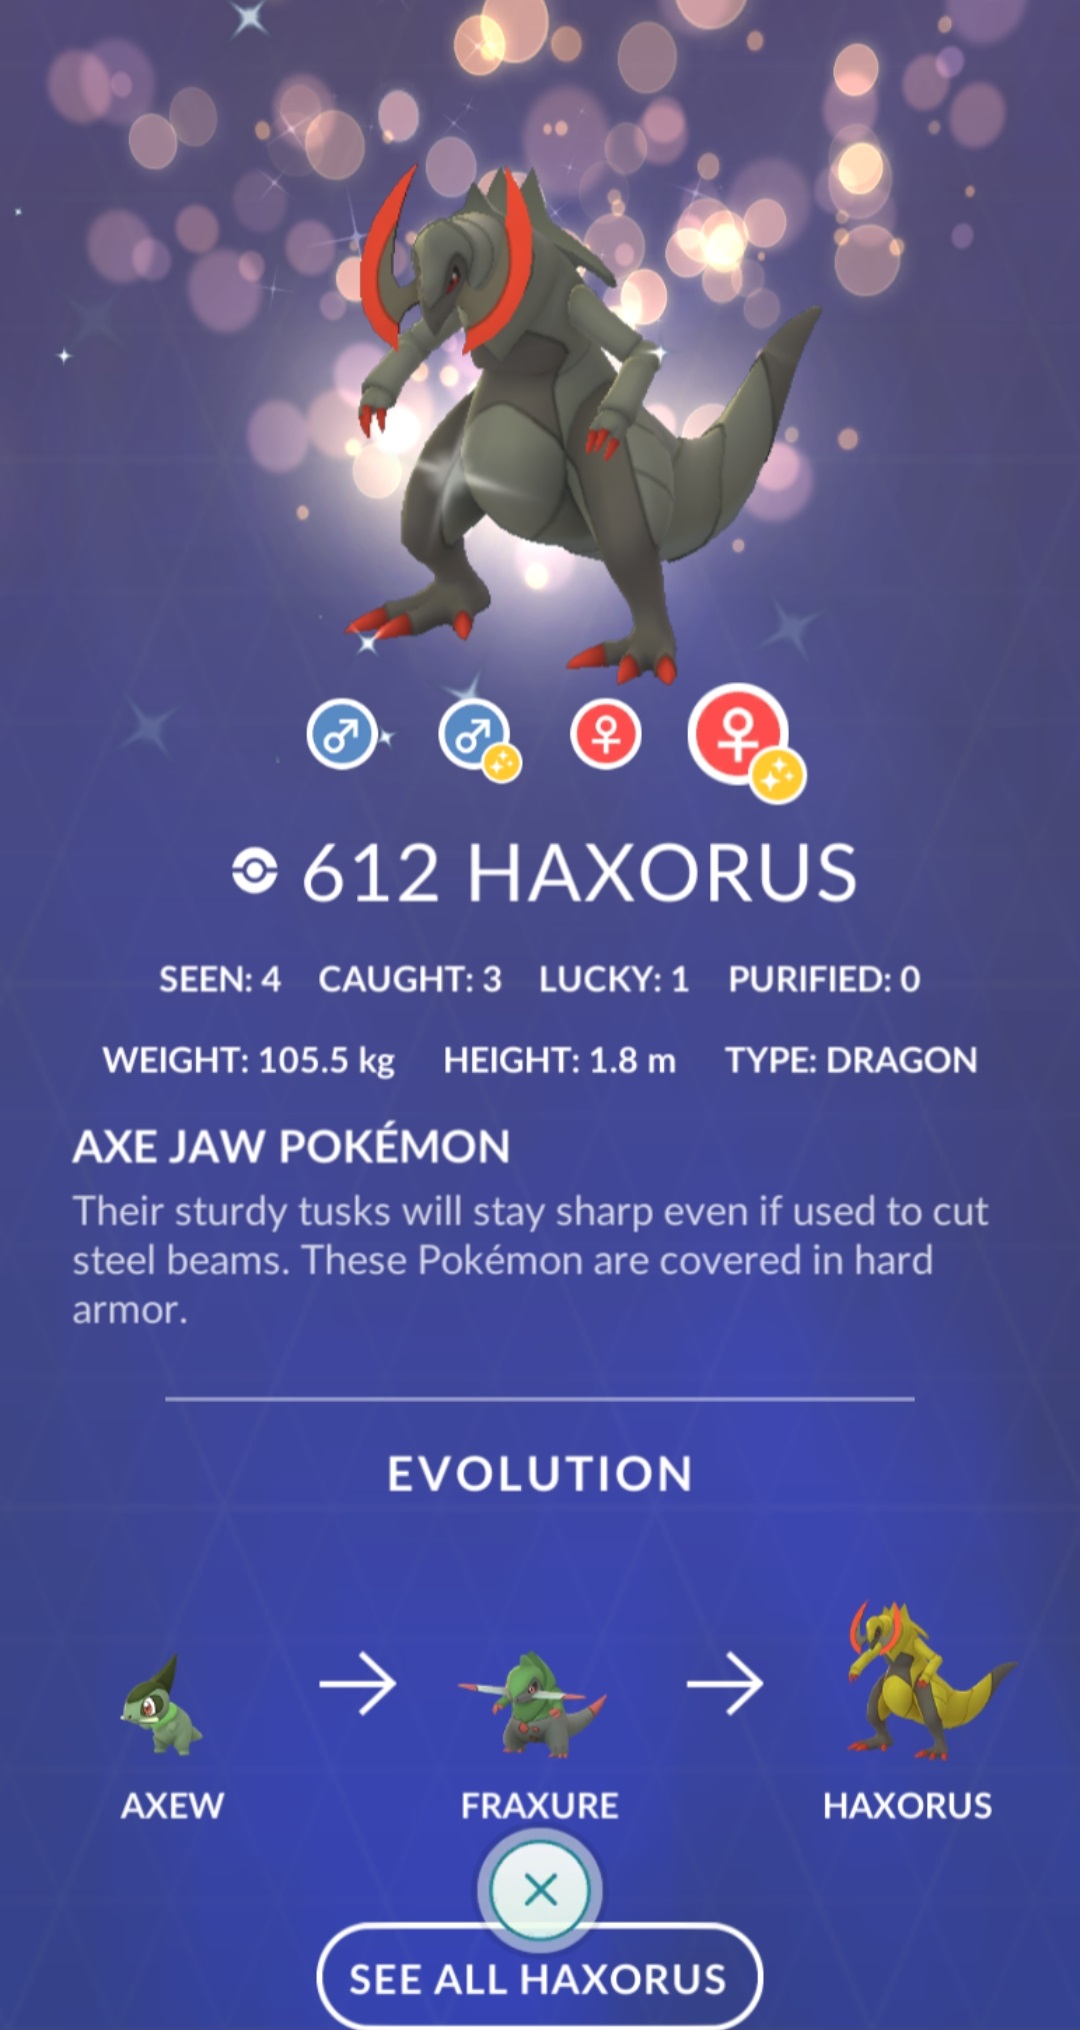 612 HAXORUS
SEEN: 4 CAUGHT: 3 LUCKY: 1 PURIFIED: 0
WEIGHT: 105.5 kg HEIGHT: 1.8 m TYPE: DRAGON
AXE JAW POKÉMON
Their sturdy tusks will stay sharp even if used to cut
steel beams. These Pokémon are covered in hard
armor.
EVOLUTION
AXEW FRAXURE HAXORUS
SEE ALL HAXORUS